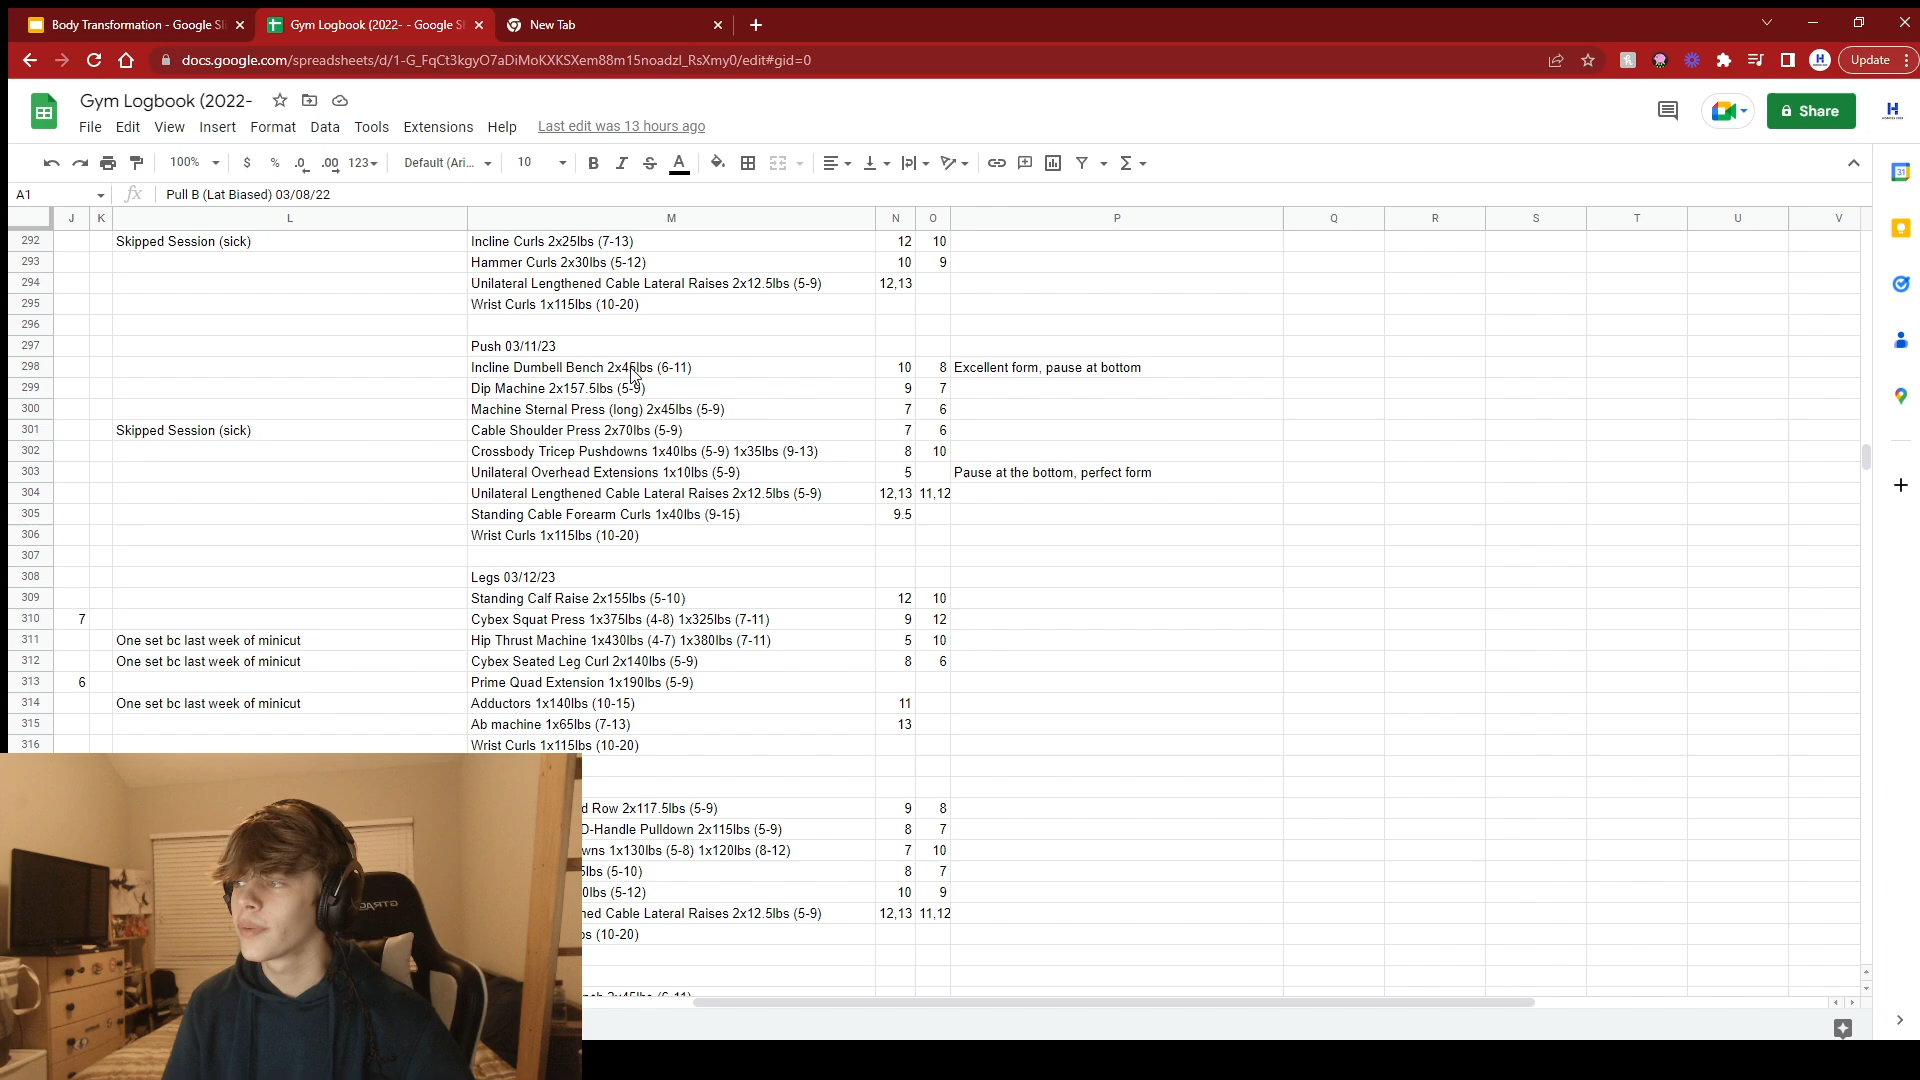 Body Transformation - Google Sl
Gym Logbook (2022- - Google Sh
New Tab
docs.google.com/spreadsheets/d/1-G_FqCt3kgyO7aDiMoKXKSXem88m15noadzl_RsXmy0/edit#gid=0
Update
Gym Logbook (2022-
File Edit View Insert Format Data Tools Extensions Help Last edit was 13 hours ago
Share
100% $ % .0 .00 123 Default (Ari... 10 B I S A
A1 fx Pull B (Lat Biased) 03/08/22
J K L M N O P Q R S T U V
292 Skipped Session (sick) Incline Curls 2x25lbs (7-13) 12 10
293 Hammer Curls 2x30lbs (5-12) 10 9
294 Unilateral Lengthened Cable Lateral Raises 2x12.5lbs (5-9) 12,13
295 Wrist Curls 1x115lbs (10-20)
296
297 Push 03/11/23
298 Incline Dumbell Bench 2x45lbs (6-11) 10 8 Excellent form, pause at bottom
299 Dip Machine 2x157.5lbs (5-9) 9 7
300 Machine Sternal Press (long) 2x45lbs (5-9) 7 6
301 Skipped Session (sick) Cable Shoulder Press 2x70lbs (5-9) 7 6
302 Crossbody Tricep Pushdowns 1x40lbs (5-9) 1x35lbs (9-13) 8 10
303 Unilateral Overhead Extensions 1x10lbs (5-9) 5 Pause at the bottom, perfect form
304 Unilateral Lengthened Cable Lateral Raises 2x12.5lbs (5-9) 12,13 11,12
305 Standing Cable Forearm Curls 1x40lbs (9-15) 9.5
306 Wrist Curls 1x115lbs (10-20)
307
308 Legs 03/12/23
309 Standing Calf Raise 2x155lbs (5-10) 12 10
310 7 Cybex Squat Press 1x375lbs (4-8) 1x325lbs (7-11) 9 12
311 One set bc last week of minicut Hip Thrust Machine 1x430lbs (4-7) 1x380lbs (7-11) 5 10
312 One set bc last week of minicut Cybex Seated Leg Curl 2x140lbs (5-9) 8 6
313 6 Prime Quad Extension 1x190lbs (5-9)
314 One set bc last week of minicut Adductors 1x140lbs (10-15) 11
315 Ab machine 1x65lbs (7-13) 13
316 Wrist Curls 1x115lbs (10-20)
d Row 2x117.5lbs (5-9) 9 8
D-Handle Pulldown 2x115lbs (5-9) 8 7
wns 1x130lbs (5-8) 1x120lbs (8-12) 7 10
5lbs (5-10) 8 7
0lbs (5-12) 10 9
ned Cable Lateral Raises 2x12.5lbs (5-9) 12,13 11,12
bs (10-20)